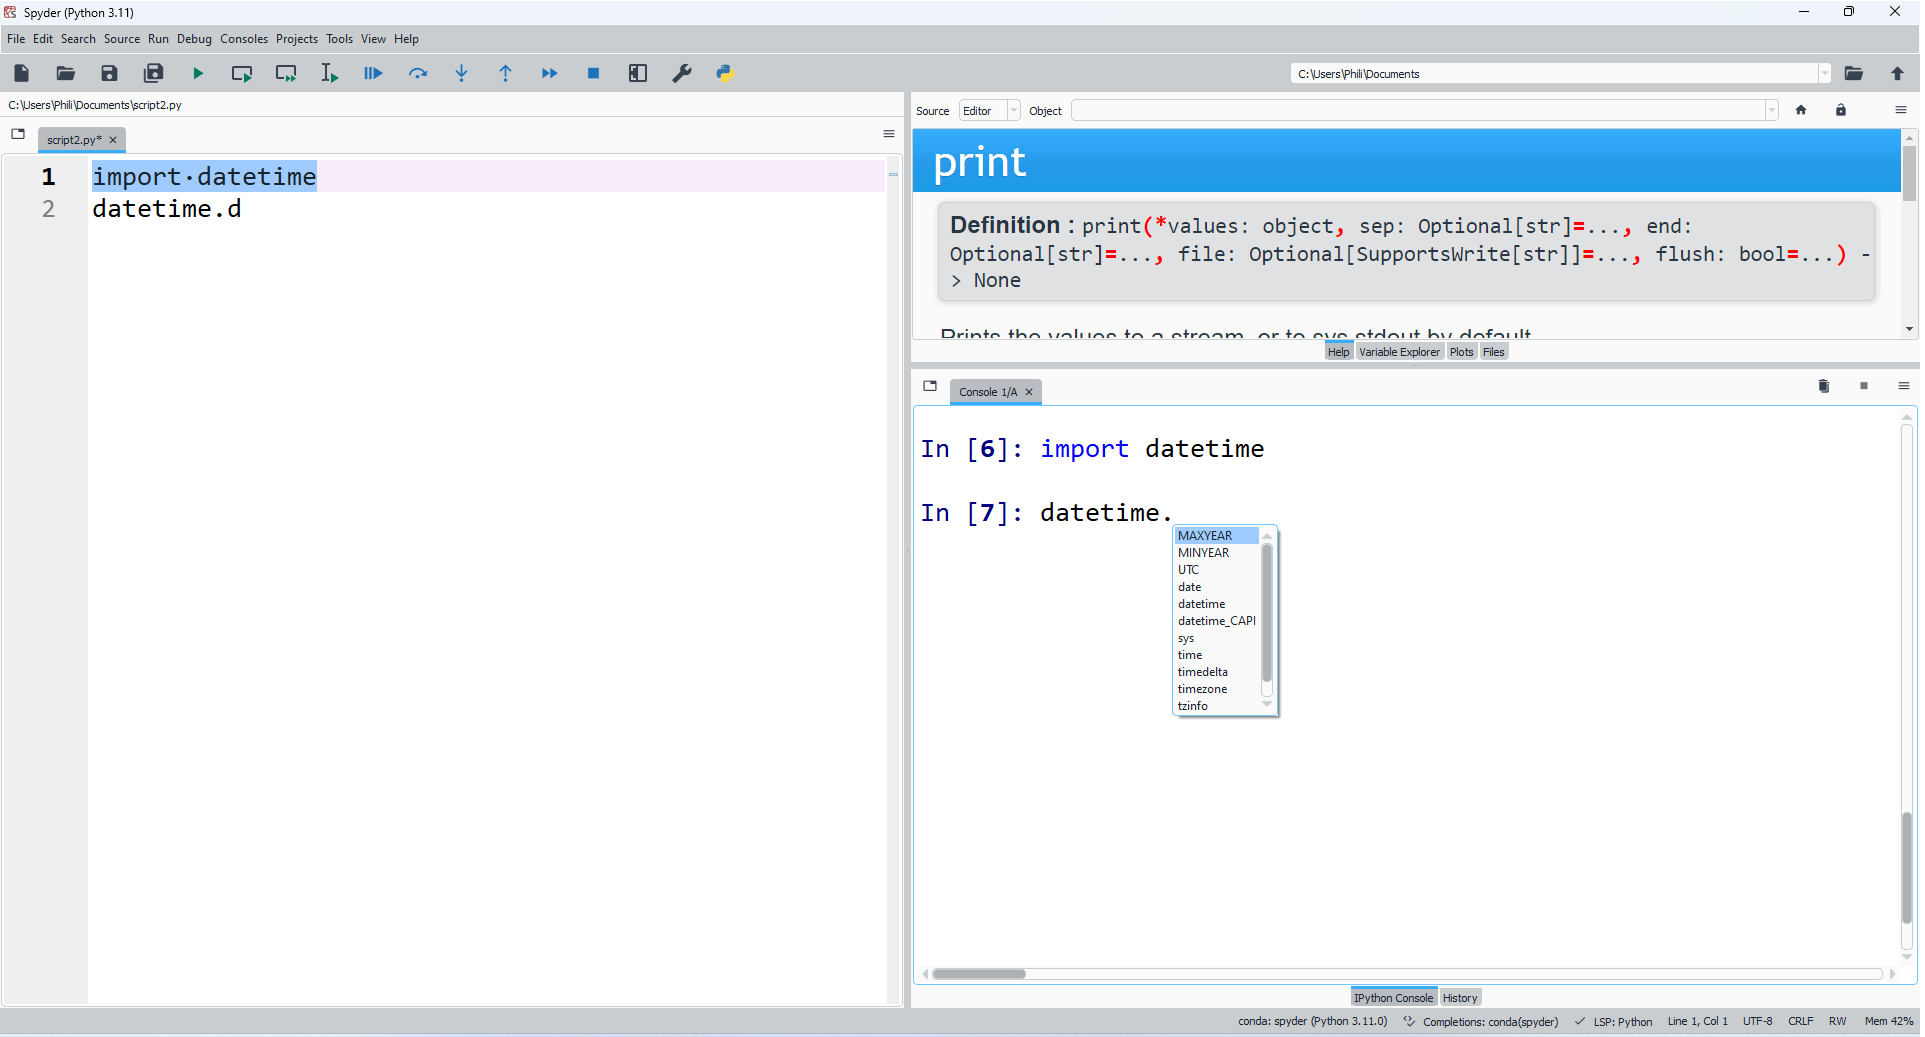 Spyder (Python 3.11)
File Edit Search Source Run Debug Consoles Projects Tools View Help
C:\Users\Phili\Documents
C:\Users\Phili\Documents\script2.py
script2.py*
1 import·datetime
2 datetime.d
Source Editor Object
print
Definition : print(*values: object, sep: Optional[str]=..., end:
Optional[str]=..., file: Optional[SupportsWrite[str]]=..., flush: bool=...) -
> None
Prints the values to a stream, or to sys.stdout by default.
Help Variable Explorer Plots Files
Console 1/A
In [6]: import datetime
In [7]: datetime.
MAXYEAR
MINYEAR
UTC
date
datetime
datetime_CAPI
sys
time
timedelta
timezone
tzinfo
IPython Console History
conda: spyder (Python 3.11.0) Completions: conda(spyder) LSP: Python Line 1, Col 1 UTF-8 CRLF RW Mem 42%